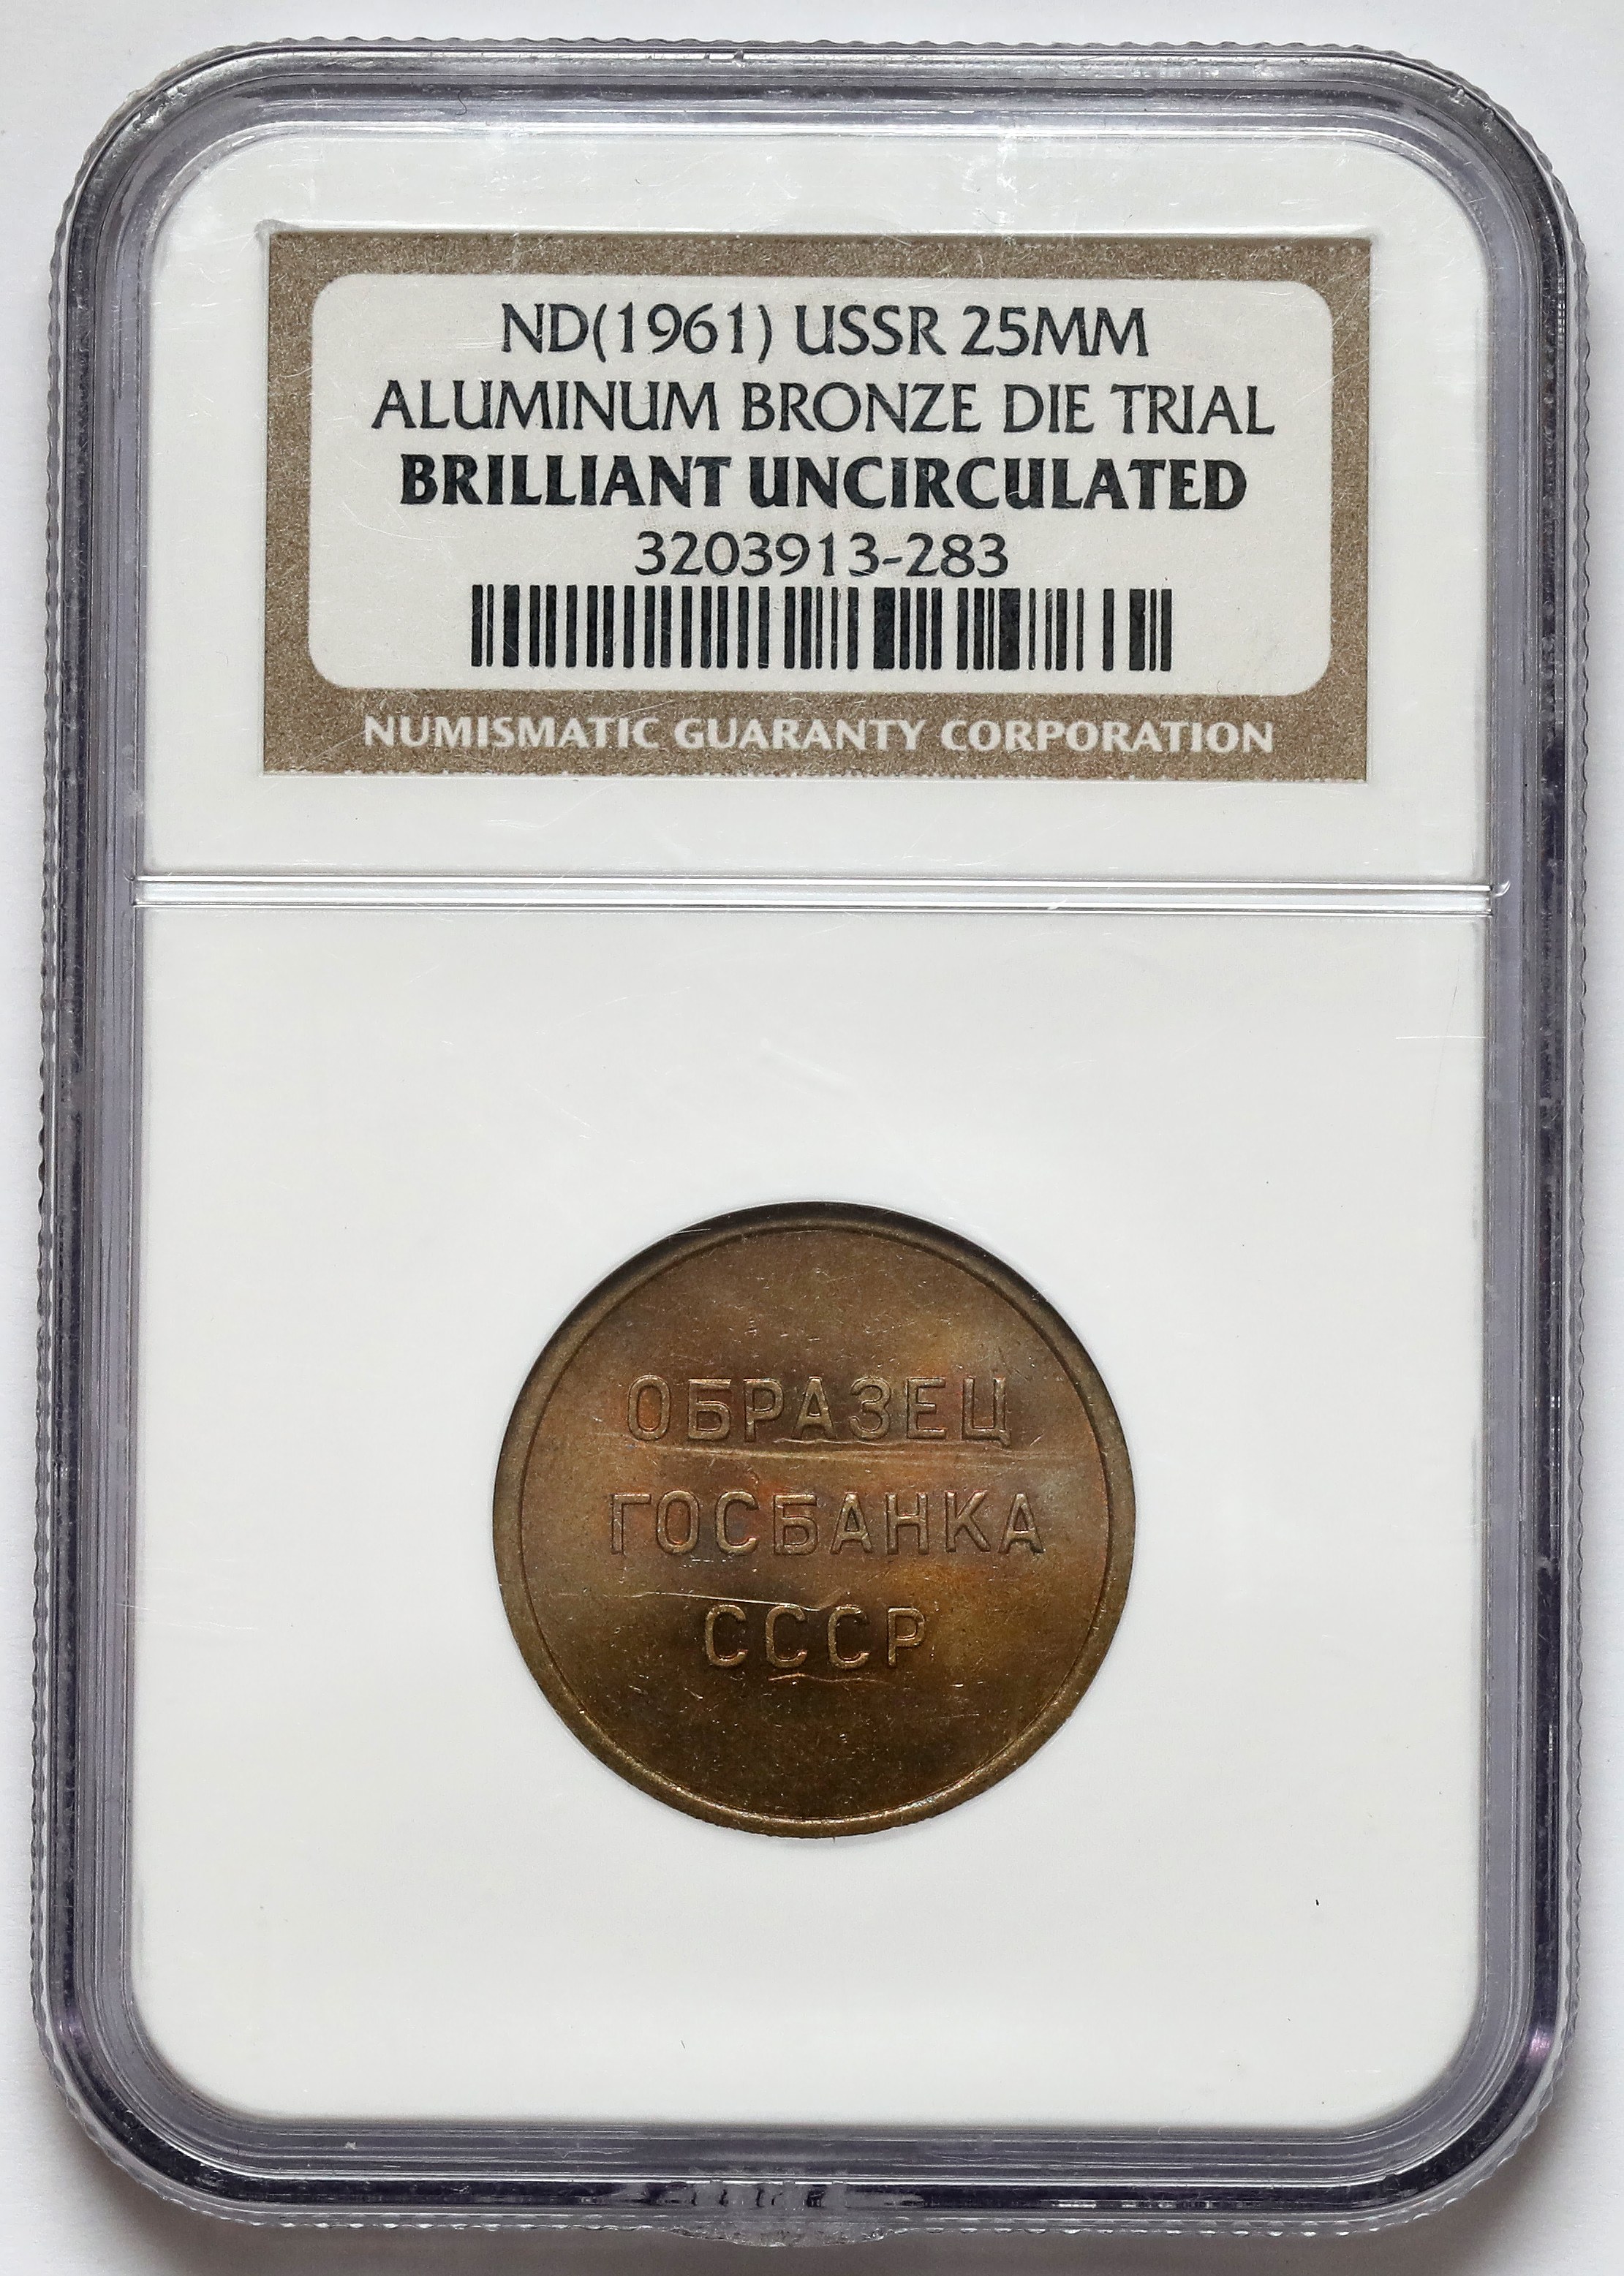 ND(1961) USSR 25MM
ALUMINUM BRONZE DIE TRIAL
BRILLIANT UNCIRCULATED
3203913-283
NUMISMATIC GUARANTY CORPORATION
ОБРАЗЕЦ
ГОСБАНКА
СССР